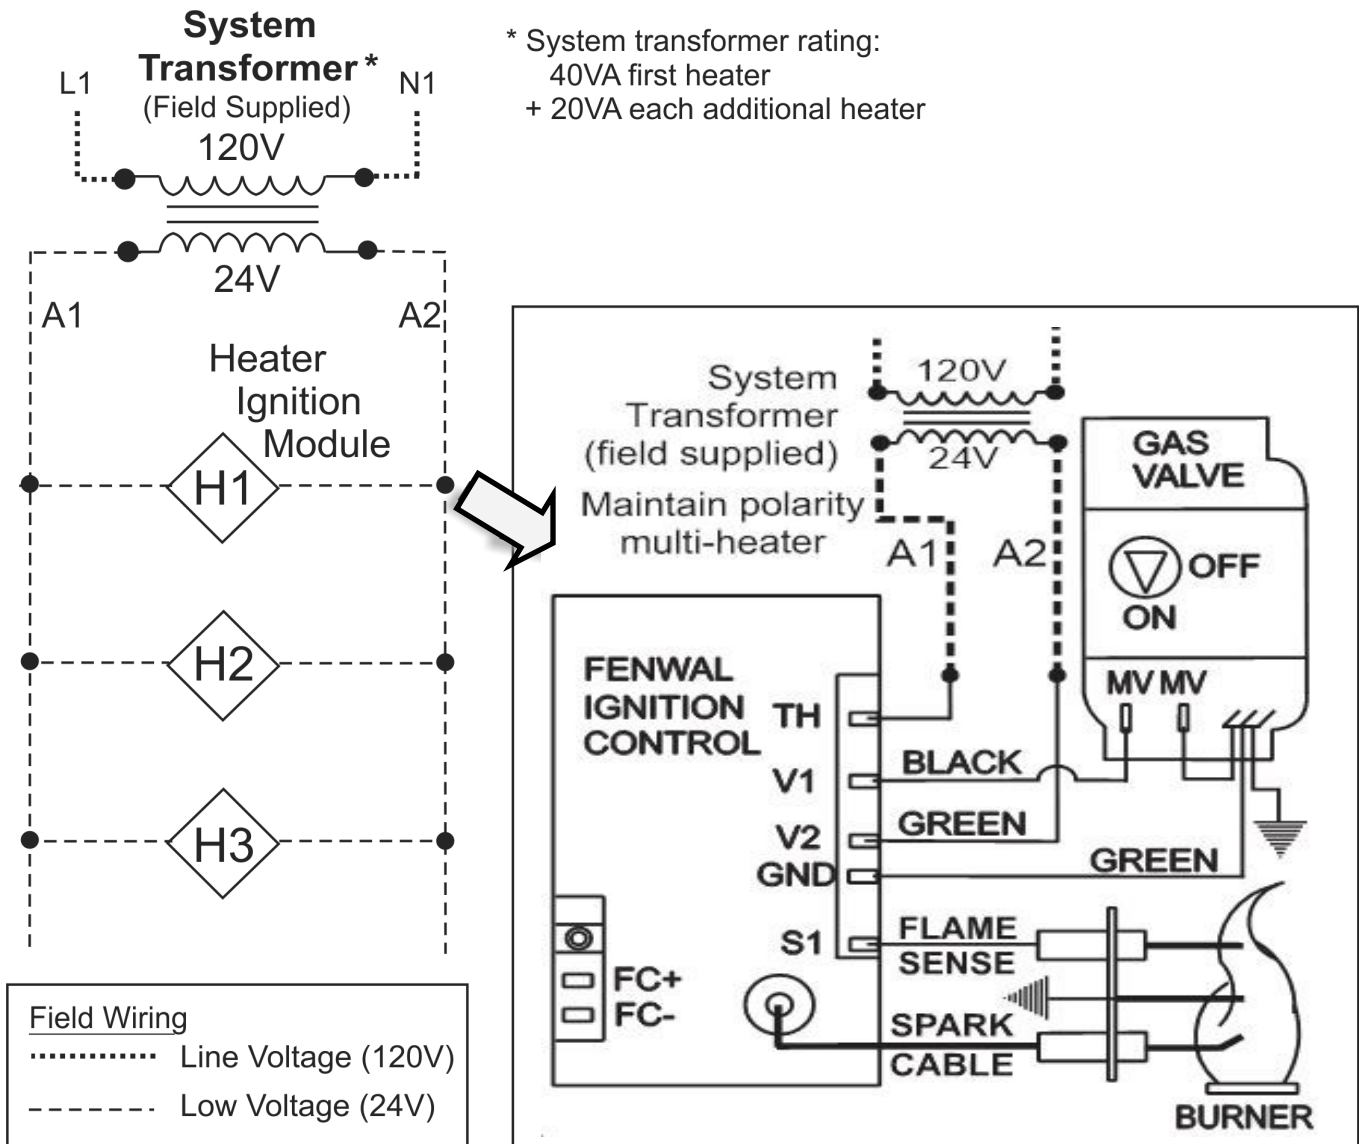 System
Transformer *
(Field Supplied)
L1
N1
120V
24V
A1
A2
* System transformer rating:
40VA first heater
+ 20VA each additional heater
Heater
Ignition
Module
H1
H2
H3
Field Wiring
Line Voltage (120V)
Low Voltage (24V)
System
Transformer
(field supplied)
Maintain polarity
multi-heater
120V
24V
A1
A2
GAS
VALVE
OFF
ON
MV MV
FENWAL
IGNITION
CONTROL
TH
V1
V2
GND
S1
BLACK
GREEN
GREEN
FLAME
SENSE
SPARK
CABLE
FC+
FC-
BURNER